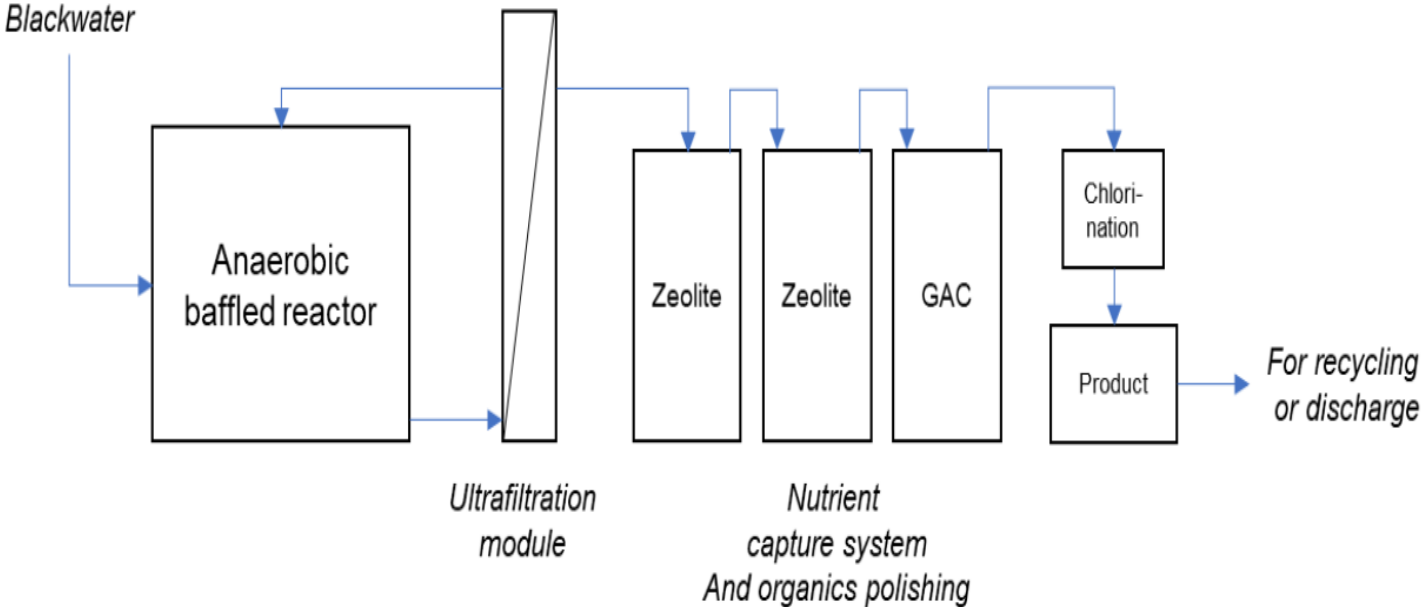 Blackwater
Anaerobic
baffled reactor
Ultrafiltration
module
Zeolite
Zeolite
GAC
Nutrient
capture system
And organics polishing
Chlori-
nation
Product
For recycling
or discharge